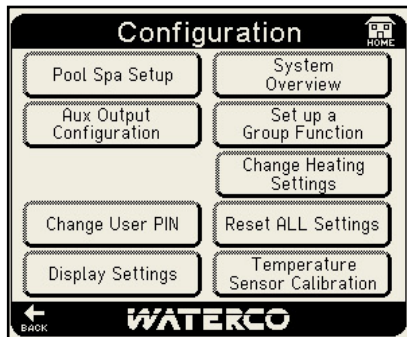 Configuration
HOME
Pool Spa Setup
System
Overview
Aux Output
Configuration
Set up a
Group Function
Change Heating
Settings
Change User PIN
Reset ALL Settings
Display Settings
Temperature
Sensor Calibration
BACK
WATERCO